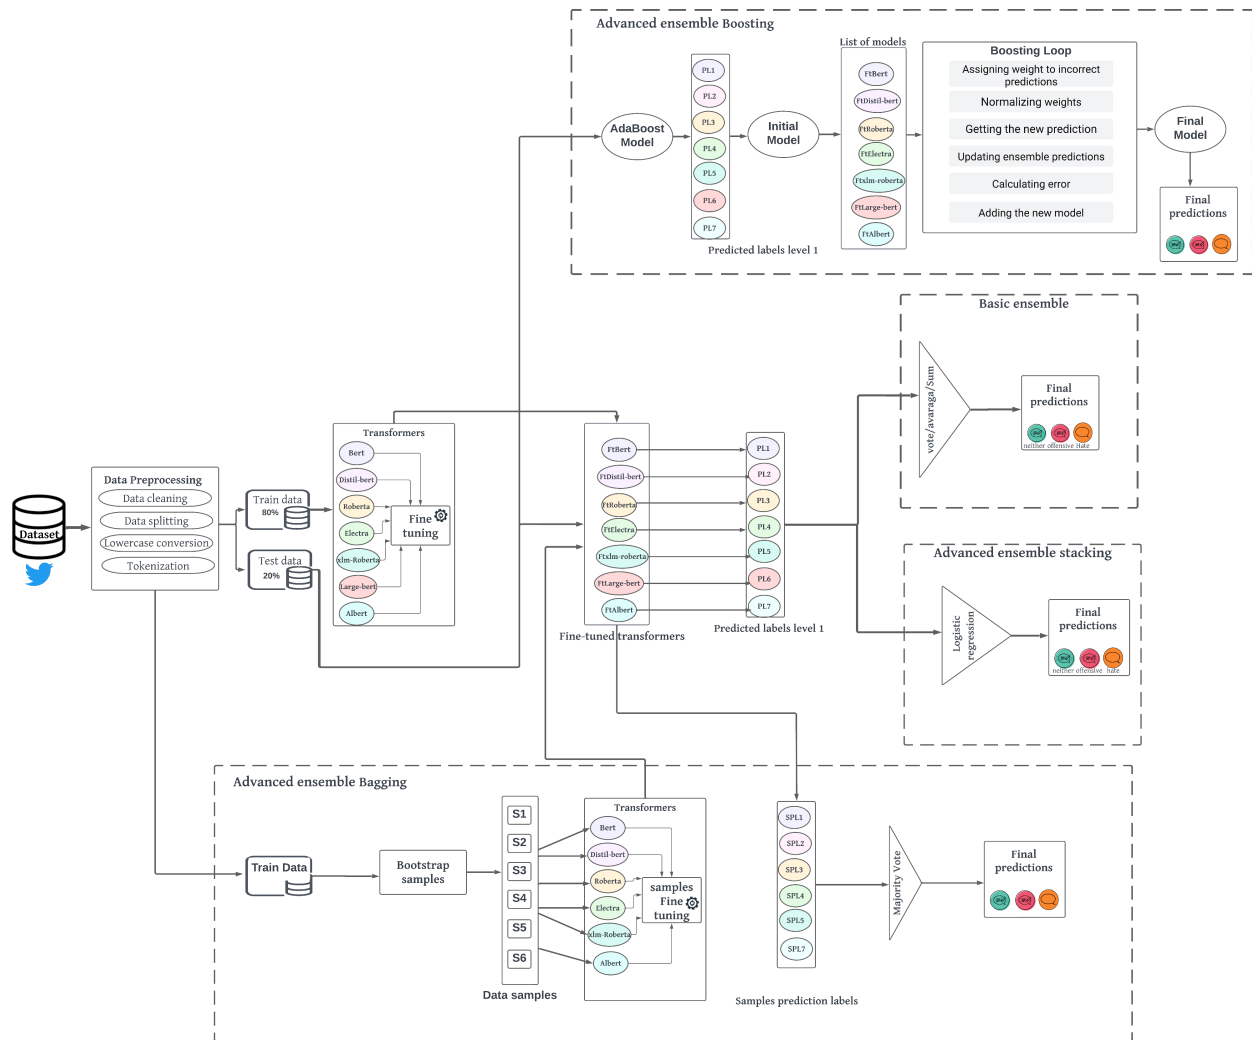 Advanced ensemble Boosting
AdaBoost
Model
PL1
PL2
PL3
PL4
PL5
PL6
PL7
Predicted labels level 1
Initial
Model
List of models
FtBert
FtDistil-bert
FtRoberta
FtElectra
Ftxlm-roberta
FtLarge-bert
FtAlbert
Boosting Loop
Assigning weight to incorrect
predictions
Normalizing weights
Getting the new prediction
Updating ensemble predictions
Calculating error
Adding the new model
Final
Model
Final
predictions
Basic ensemble
vote/avaraga/Sum
Final
predictions
neither offensive Hate
Dataset
Data Preprocessing
Data cleaning
Data splitting
Lowercase conversion
Tokenization
Train data
80%
Test data
20%
Transformers
Bert
Distil-bert
Roberta
Electra
xlm-Roberta
Large-bert
Albert
Fine
tuning
FtBert
FtDistil-bert
FtRoberta
FtElectra
Ftxlm-roberta
FtLarge-bert
FtAlbert
Fine-tuned transformers
PL1
PL2
PL3
PL4
PL5
PL6
PL7
Predicted labels level 1
Advanced ensemble stacking
Logistic
regression
Final
predictions
neither offensive hate
Advanced ensemble Bagging
Train Data
Bootstrap
samples
S1
S2
S3
S4
S5
S6
Data samples
Transformers
Bert
Distil-bert
Roberta
Electra
xlm-Roberta
Albert
samples
Fine
tuning
SPL1
SPL2
SPL3
SPL4
SPL5
SPL7
Samples prediction labels
Majority Vote
Final
predictions